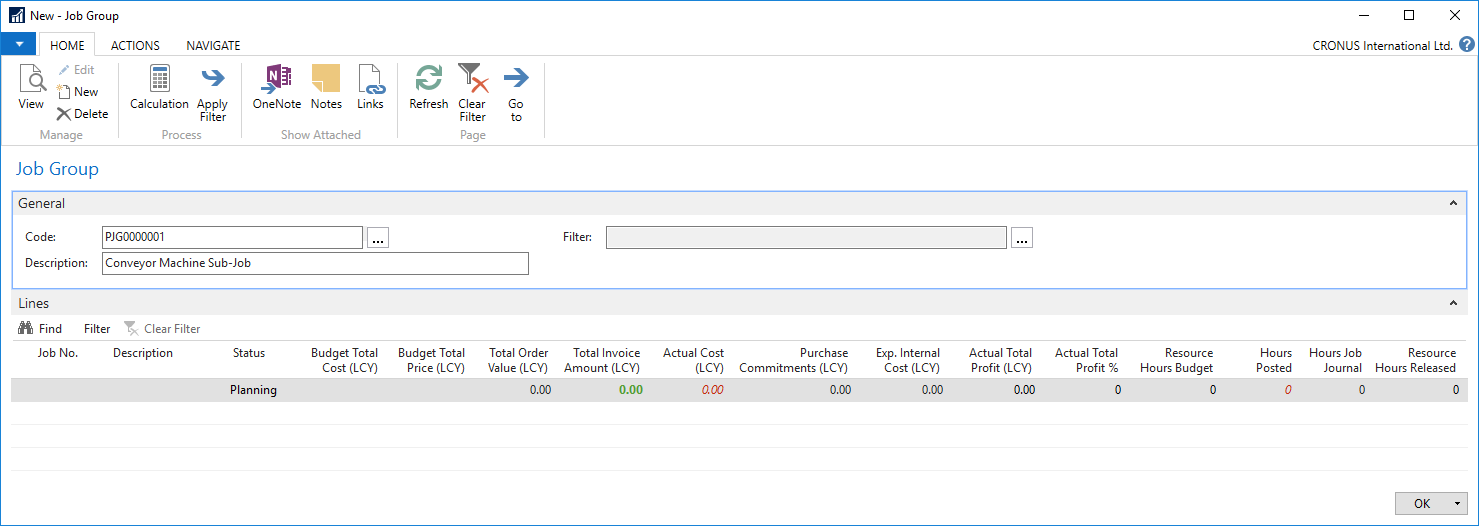 New - Job Group
HOME ACTIONS NAVIGATE CRONUS International Ltd. ?
View Edit New Delete Calculation Apply Filter OneNote Notes Links Refresh Clear Filter Go to
Manage Process Show Attached Page
Job Group
General
Code: PJG0000001 ... Filter: ...
Description: Conveyor Machine Sub-Job
Lines
Find Filter Clear Filter
Job No. Description Status Budget Total Cost (LCY) Budget Total Price (LCY) Total Order Value (LCY) Total Invoice Amount (LCY) Actual Cost (LCY) Purchase Commitments (LCY) Exp. Internal Cost (LCY) Actual Total Profit (LCY) Actual Total Profit % Resource Hours Budget Hours Posted Hours Job Journal Resource Hours Released
Planning 0.00 0.00 0.00 0.00 0.00 0.00 0 0 0 0 0
OK